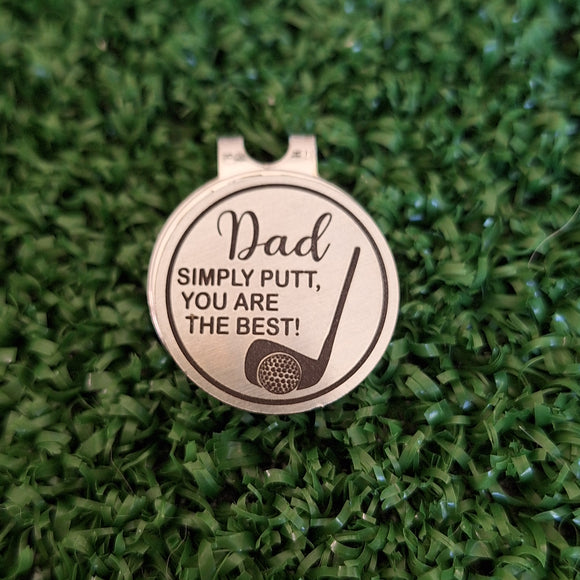 Dad
SIMPLY PUTT,
YOU ARE
THE BEST!